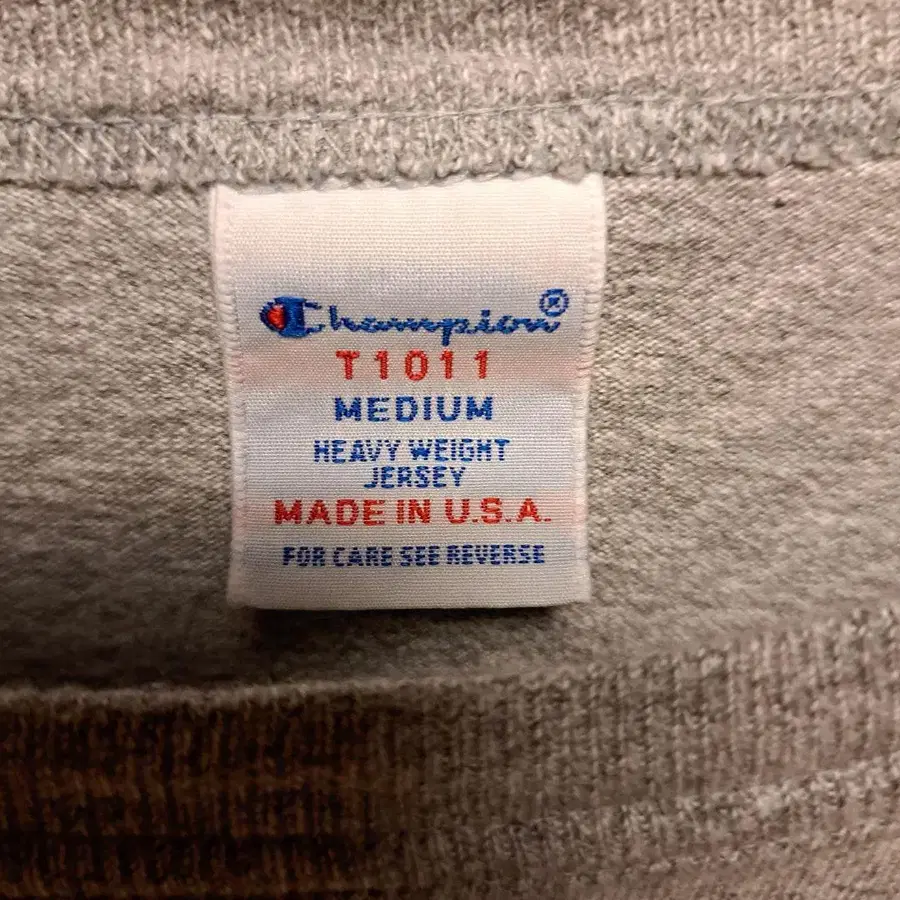 Champion®
T1011
MEDIUM
HEAVY WEIGHT
JERSEY
MADE IN U.S.A.
FOR CARE SEE REVERSE